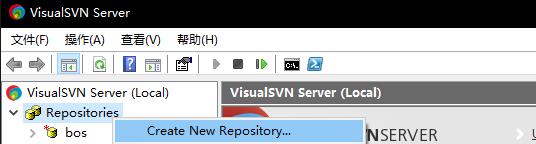 VisualSVN Server
文件(F) 操作(A) 查看(V) 帮助(H)
VisualSVN Server (Local) VisualSVN Server (Local)
Repositories
bos Create New Repository... NSERVER U